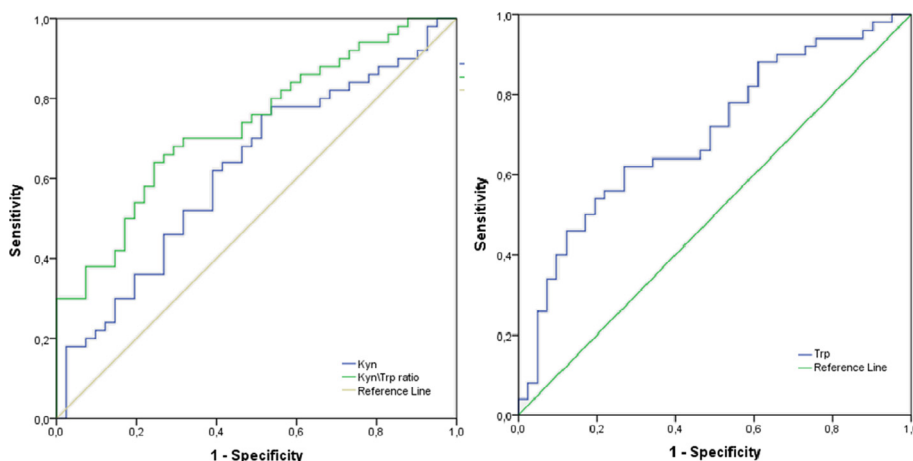 1,0
0,8
0,6
0,4
0,2
0,0
Sensitivity
0,0 0,2 0,4 0,6 0,8 1,0
1 - Specificity
Kyn
Kyn\Trp ratio
Reference Line
1,0
0,8
0,6
0,4
0,2
0,0
Sensitivity
0,0 0,2 0,4 0,6 0,8 1,0
1 - Specificity
Trp
Reference Line